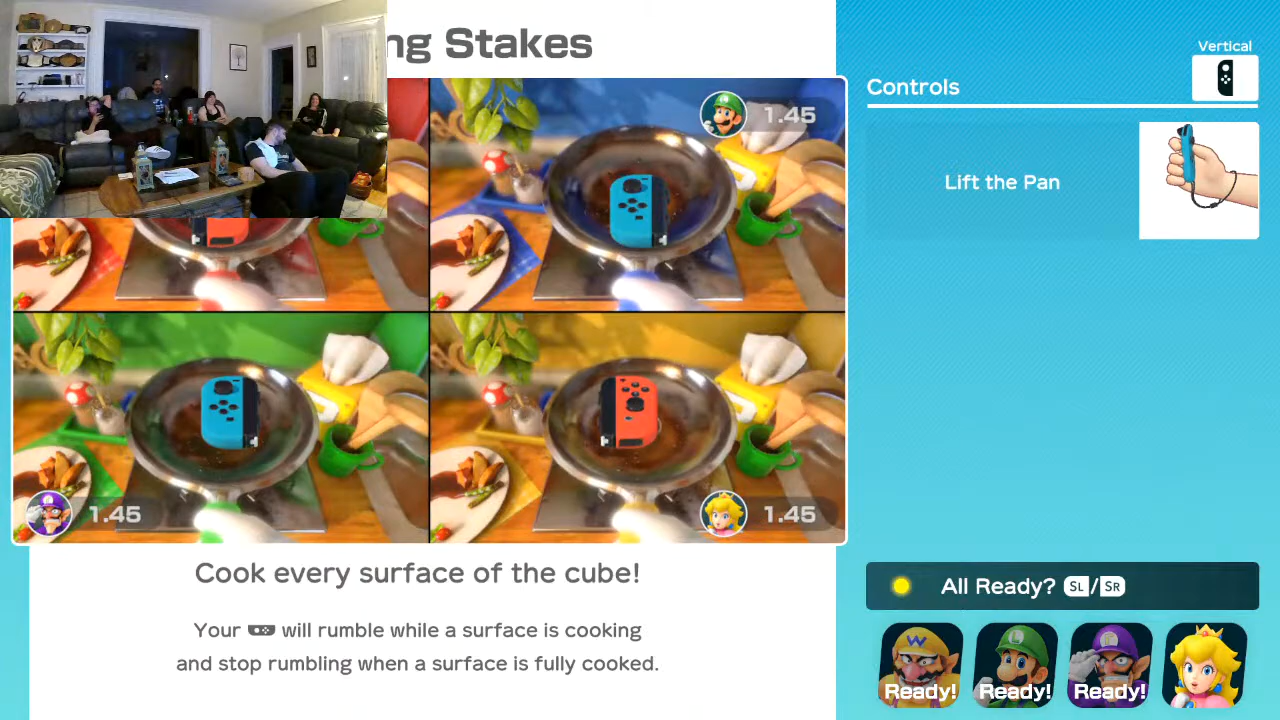 ng Stakes
Vertical
Controls
Lift the Pan
1.45
1.45
1.45
Cook every surface of the cube!
Your will rumble while a surface is cooking
and stop rumbling when a surface is fully cooked.
All Ready? SL/SR
Ready! Ready! Ready!